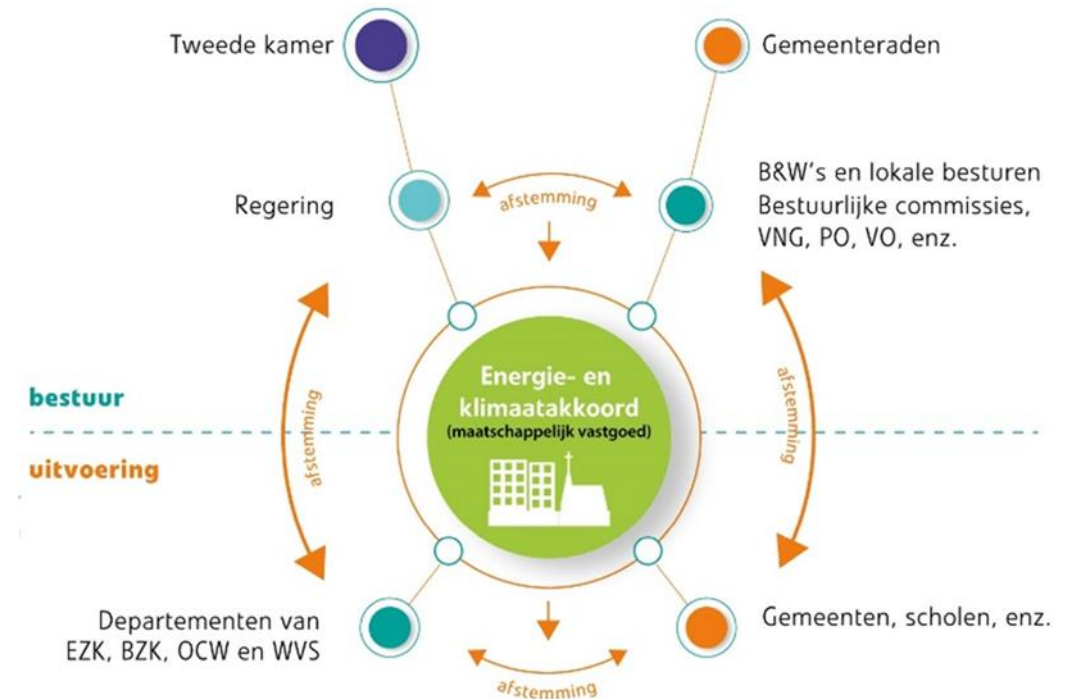 Tweede kamer
Gemeenteraden
Regering
afstemming
B&W's en lokale besturen
Bestuurlijke commissies,
VNG, PO, VO, enz.
Energie- en
klimaatakkoord
(maatschappelijk vastgoed)
bestuur
uitvoering
afstemming
afstemming
Departementen van
EZK, BZK, OCW en WVS
Gemeenten, scholen, enz.
afstemming